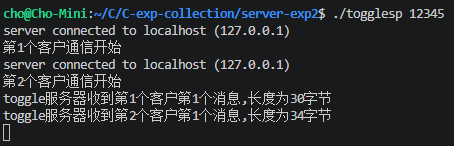 cho@Cho-Mini:~/C/C-exp-collection/server-exp2$ ./togglesp 12345
server connected to localhost (127.0.0.1)
第1个客户通信开始
server connected to localhost (127.0.0.1)
第2个客户通信开始
toggle服务器收到第1个客户第1个消息,长度为30字节
toggle服务器收到第2个客户第1个消息,长度为34字节